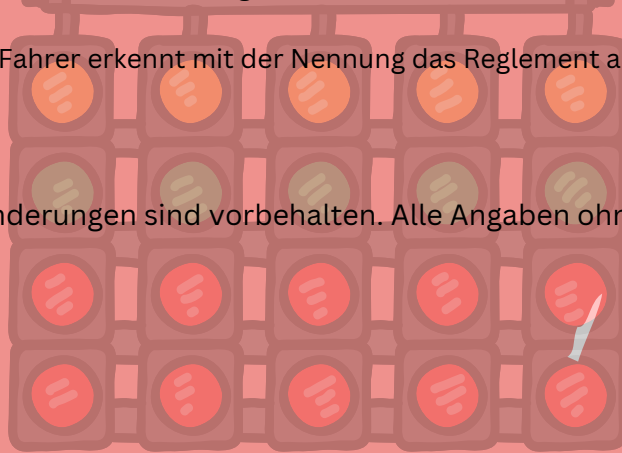 Fahrer erkennt mit der Nennung das Reglement a
nderungen sind vorbehalten. Alle Angaben ohn